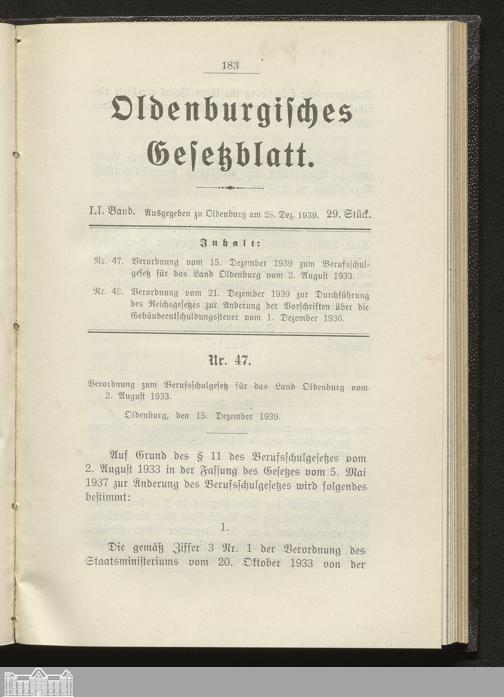 183
Oldenburgisches
Gesetzblatt.
LI. Band. Ausgegeben zu Oldenburg am 28. Dez. 1939. 29. Stück.
Inhalt:
Nr. 47. Verordnung vom 15. Dezember 1939 zum Berufsschul-
gesetz für das Land Oldenburg vom 2. August 1933.
Nr. 48. Verordnung vom 21. Dezember 1939 zur Durchführung
des Reichsgesetzes zur Änderung der Vorschriften über die
Gebäudeentschuldungssteuer vom 1. Dezember 1936.
Nr. 47.
Verordnung zum Berufsschulgesetz für das Land Oldenburg vom
2. August 1933.
Oldenburg, den 15. Dezember 1939.
Auf Grund des § 11 des Berufsschulgesetzes vom
2. August 1933 in der Fassung des Gesetzes vom 5. Mai
1937 zur Änderung des Berufsschulgesetzes wird folgendes
bestimmt:
1.
Die gemäß Ziffer 3 Nr. 1 der Verordnung des
Staatsministeriums vom 20. Oktober 1933 von der